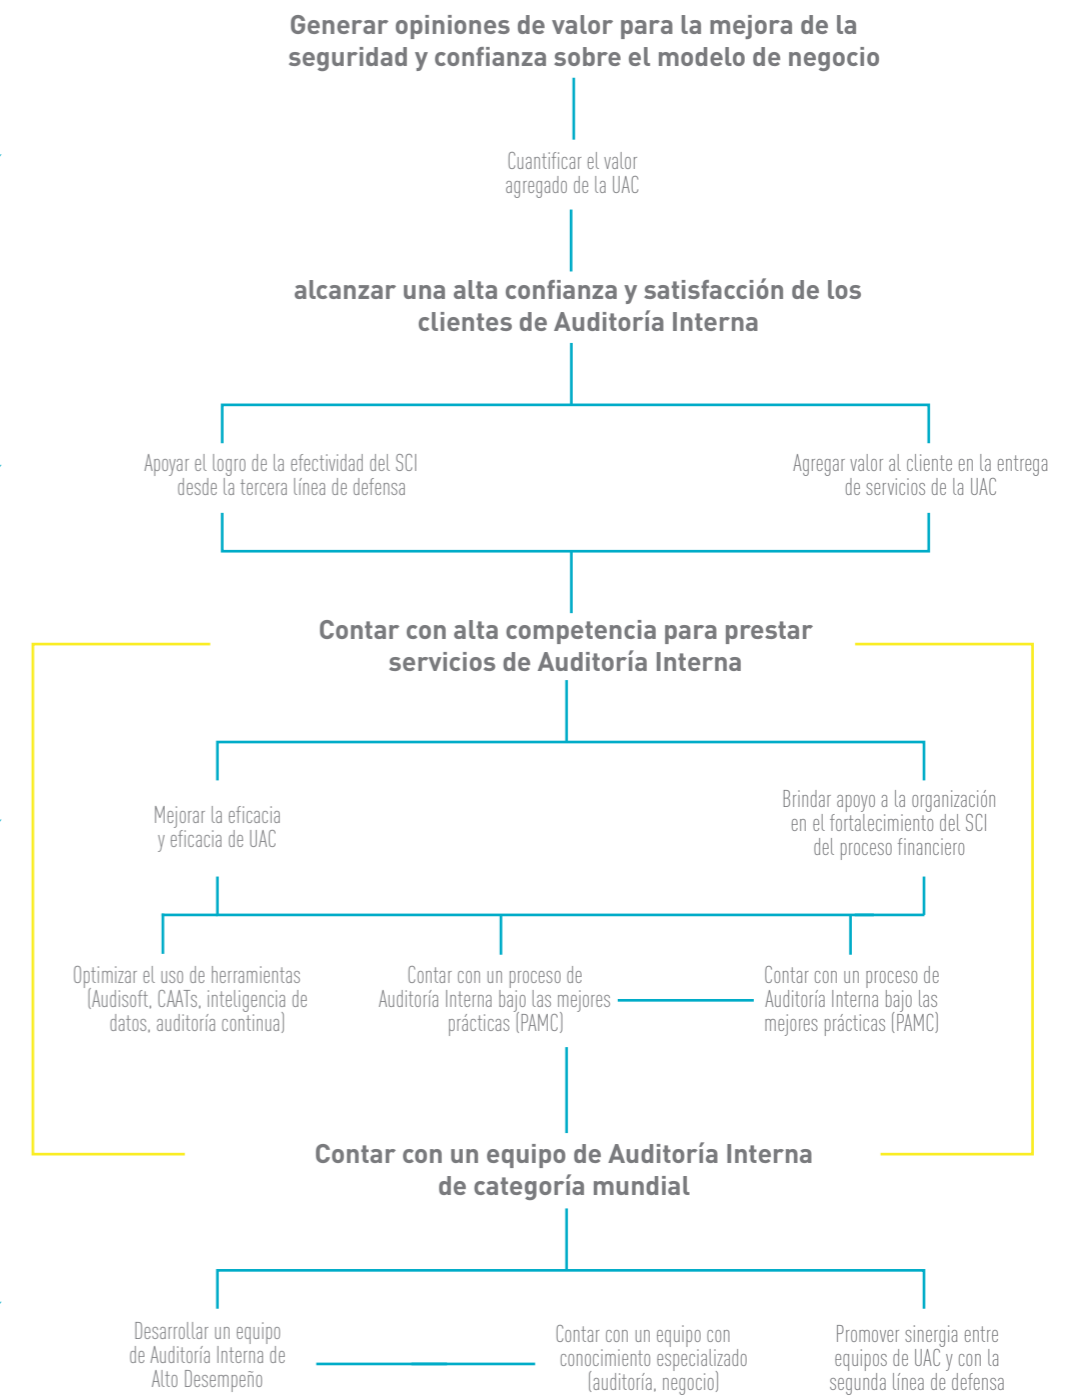 Generar opiniones de valor para la mejora de la
seguridad y confianza sobre el modelo de negocio
Cuantificar el valor
agregado de la UAC
alcanzar una alta confianza y satisfacción de los
clientes de Auditoría Interna
Apoyar el logro de la efectividad del SCI
desde la tercera línea de defensa
Agregar valor al cliente en la entrega
de servicios de la UAC
Contar con alta competencia para prestar
servicios de Auditoría Interna
Mejorar la eficacia
y eficacia de UAC
Brindar apoyo a la organización
en el fortalecimiento del SCI
del proceso financiero
Optimizar el uso de herramientas
(Audisoft, CAATs, inteligencia de
datos, auditoría continua)
Contar con un proceso de
Auditoría Interna bajo las mejores
prácticas (PAMC)
Contar con un proceso de
Auditoría Interna bajo las
mejores prácticas (PAMC)
Contar con un equipo de Auditoría Interna
de categoría mundial
Desarrollar un equipo
de Auditoría Interna de
Alto Desempeño
Contar con un equipo con
conocimiento especializado
(auditoría, negocio)
Promover sinergia entre
equipos de UAC y con la
segunda línea de defensa